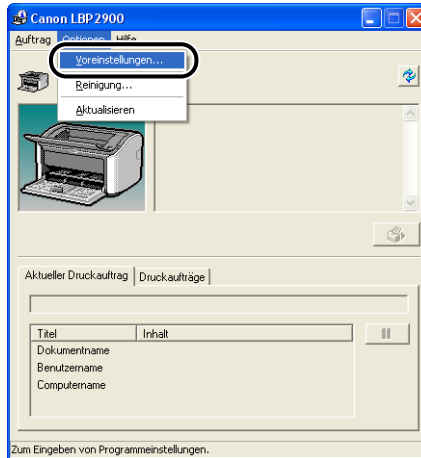 Canon LBP2900
Auftrag Optionen Hilfe
Voreinstellungen...
Reinigung...
Aktualisieren
Aktueller Druckauftrag Druckaufträge
Titel Inhalt
Dokumentname
Benutzername
Computername
Zum Eingeben von Programmeinstellungen.